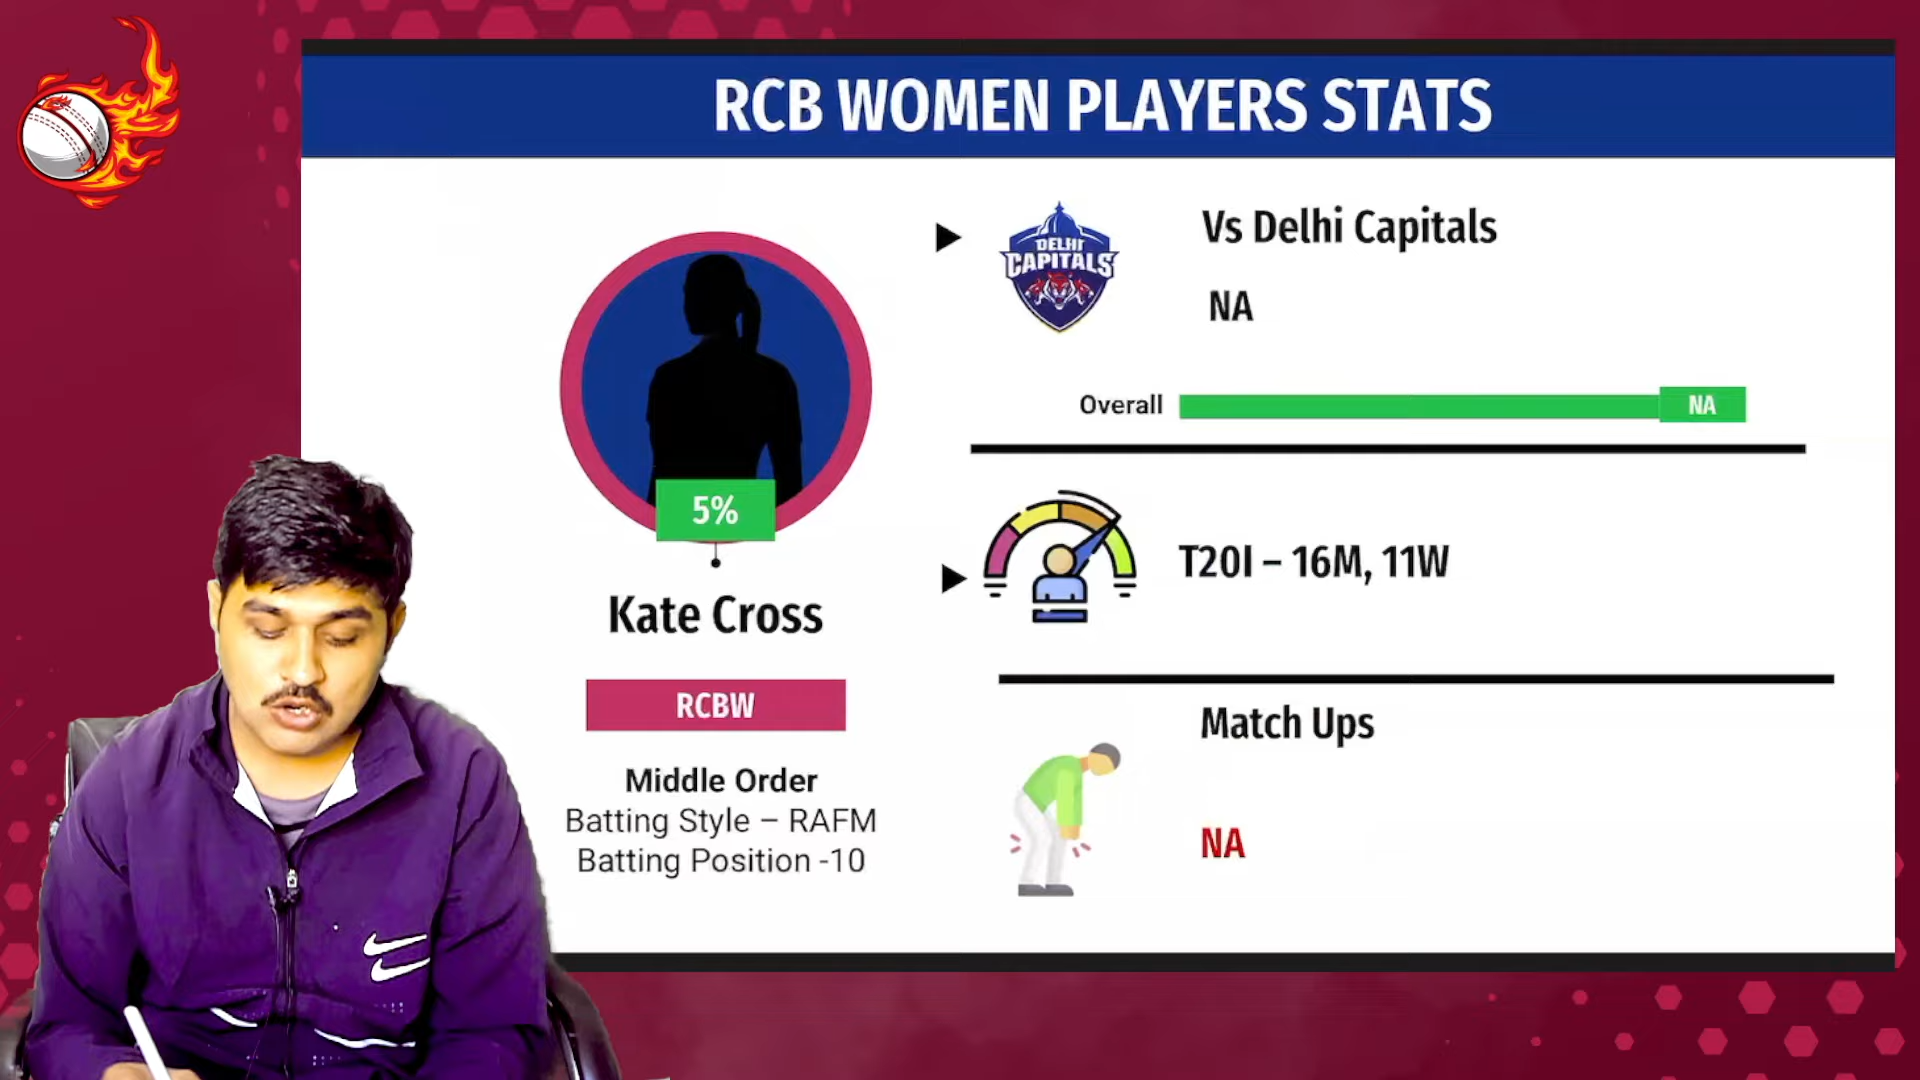 RCB WOMEN PLAYERS STATS
Vs Delhi Capitals
DELHI
CAPITALS
NA
Overall
NA
5%
T20I – 16M, 11W
Kate Cross
RCBW
Match Ups
Middle Order
Batting Style – RAFM
Batting Position -10
NA